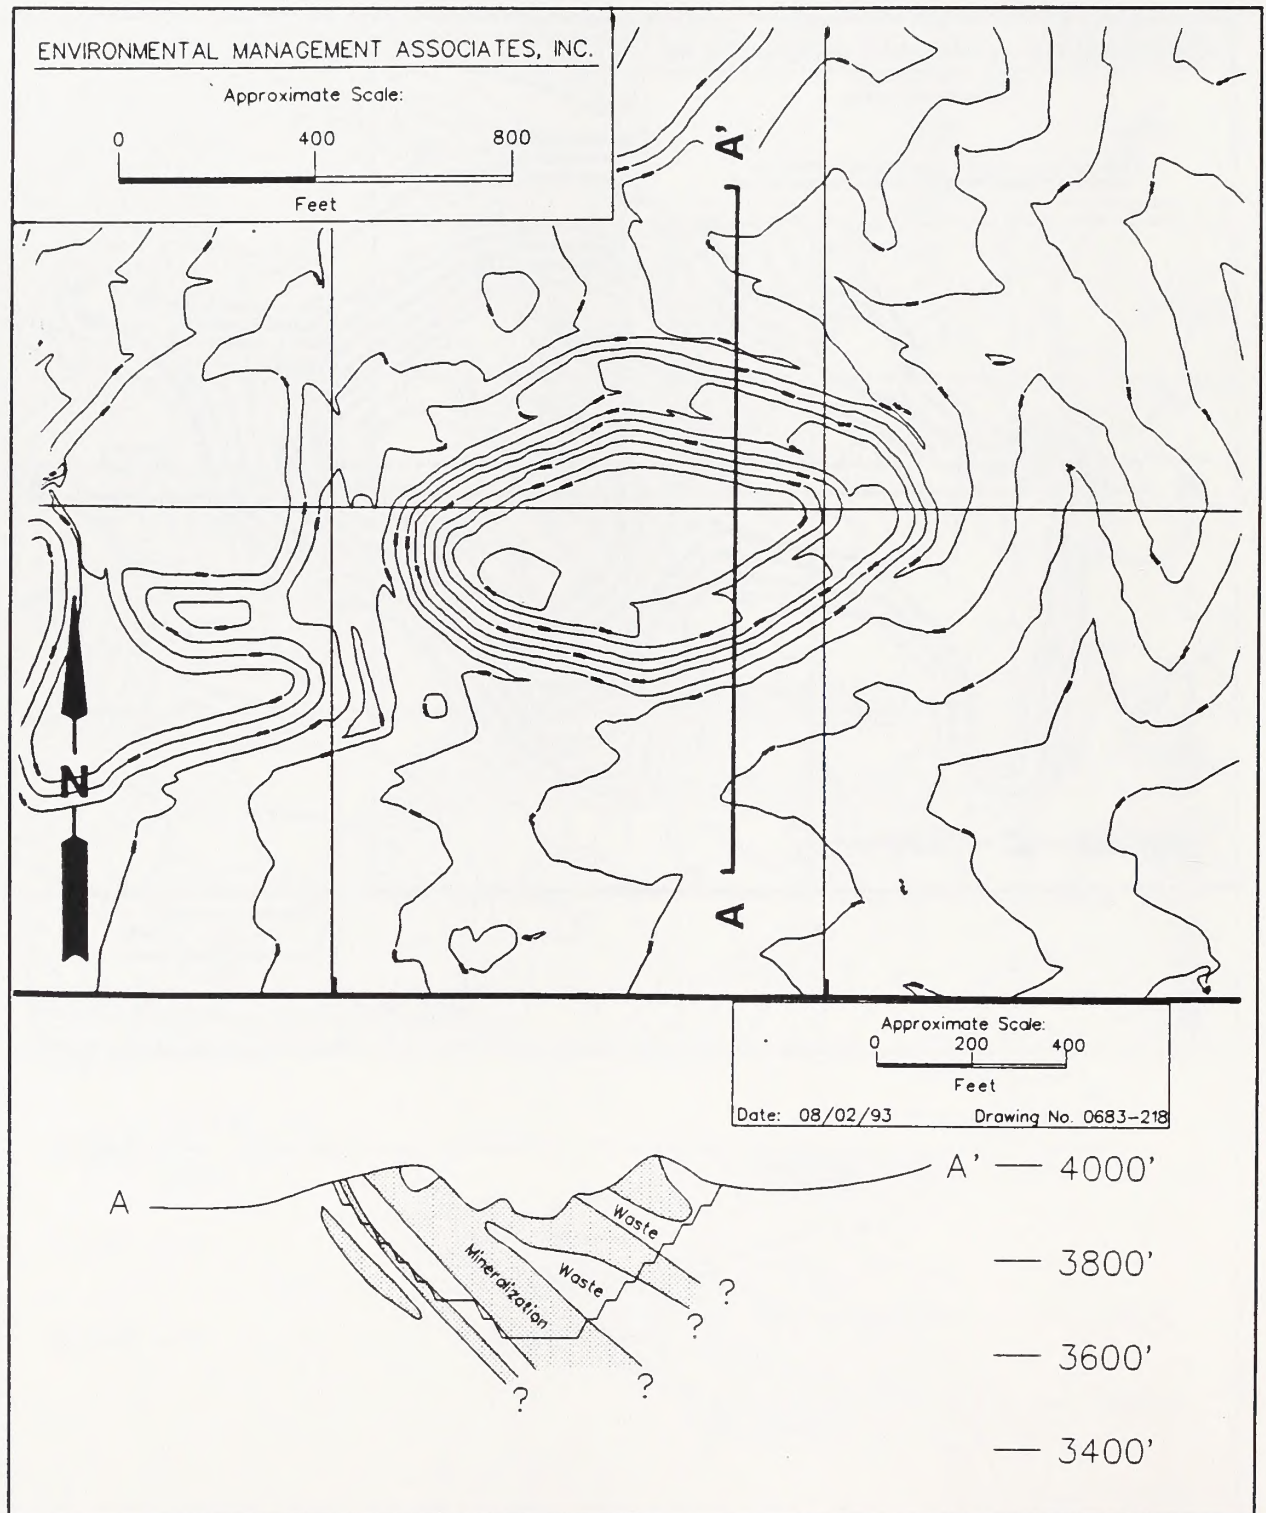 ENVIRONMENTAL MANAGEMENT ASSOCIATES, INC.
Approximate Scale:
0 400 800
Feet
A'
N
A
Approximate Scale:
0 200 400
Feet
Date: 08/02/93 Drawing No. 0683-218
A
A' 4000'
Waste
Mineralization
Waste
3800'
?
?
3600'
?
?
3400'